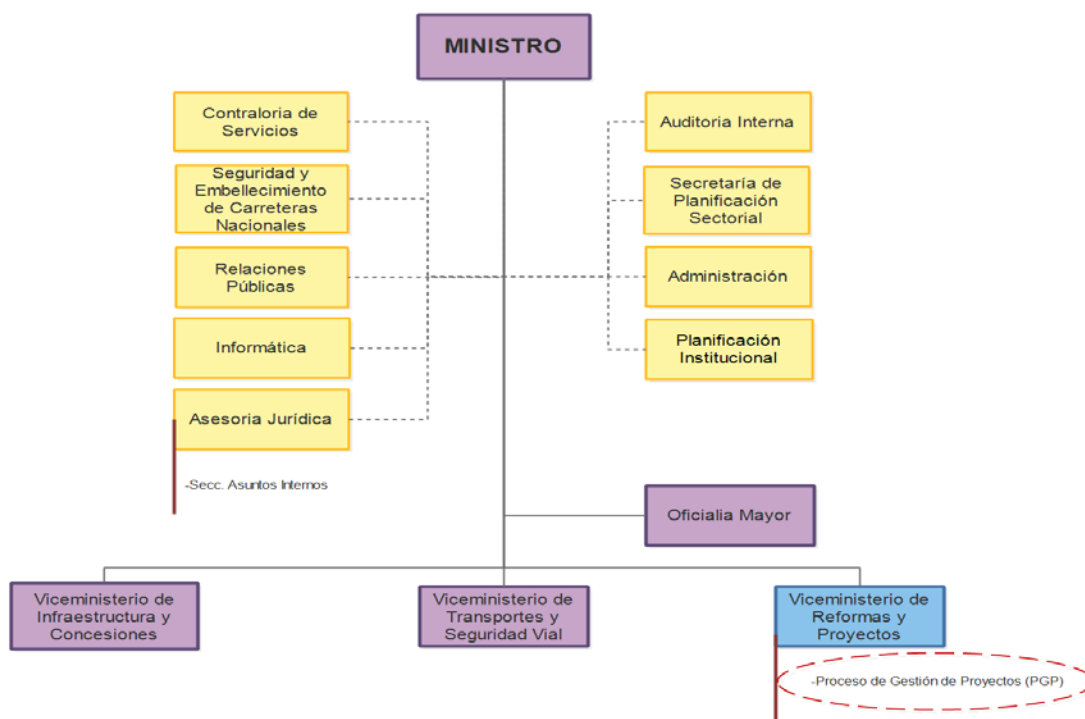 MINISTRO
Contraloria de
Servicios
Seguridad y
Embellecimiento
de Carreteras
Nacionales
Relaciones
Públicas
Informática
Asesoria Jurídica
-Secc. Asuntos Internos
Auditoria Interna
Secretaría de
Planificación
Sectorial
Administración
Planificación
Institucional
Oficialia Mayor
Viceministerio de
Infraestructura y
Concesiones
Viceministerio de
Transportes y
Seguridad Vial
Viceministerio de
Reformas y
Proyectos
-Proceso de Gestión de Proyectos (PGP)